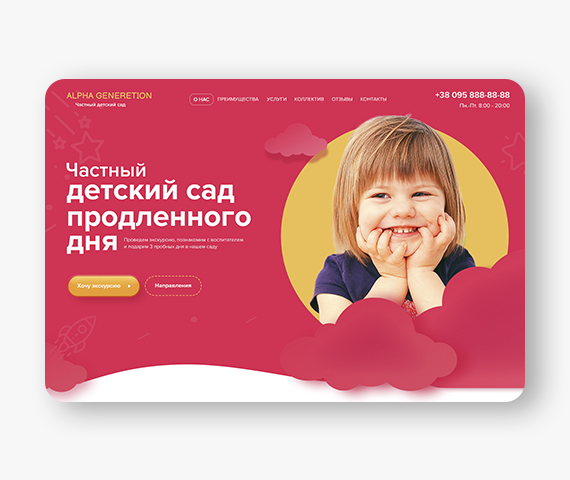 ALPHA GENERETION
Частный детский сад
О НАС ПРЕИМУЩЕСТВА УСЛУГИ КОЛЛЕКТИВ ОТЗЫВЫ КОНТАКТЫ
+38 095 888-88-88
Пн.-Пт. 8:00 - 20:00
Частный
детский сад
продленного
дня
Проведем экскурсию, познакомим с воспитателем
и подарим 3 пробных дня в нашем саду
Хочу экскурсию
Направления